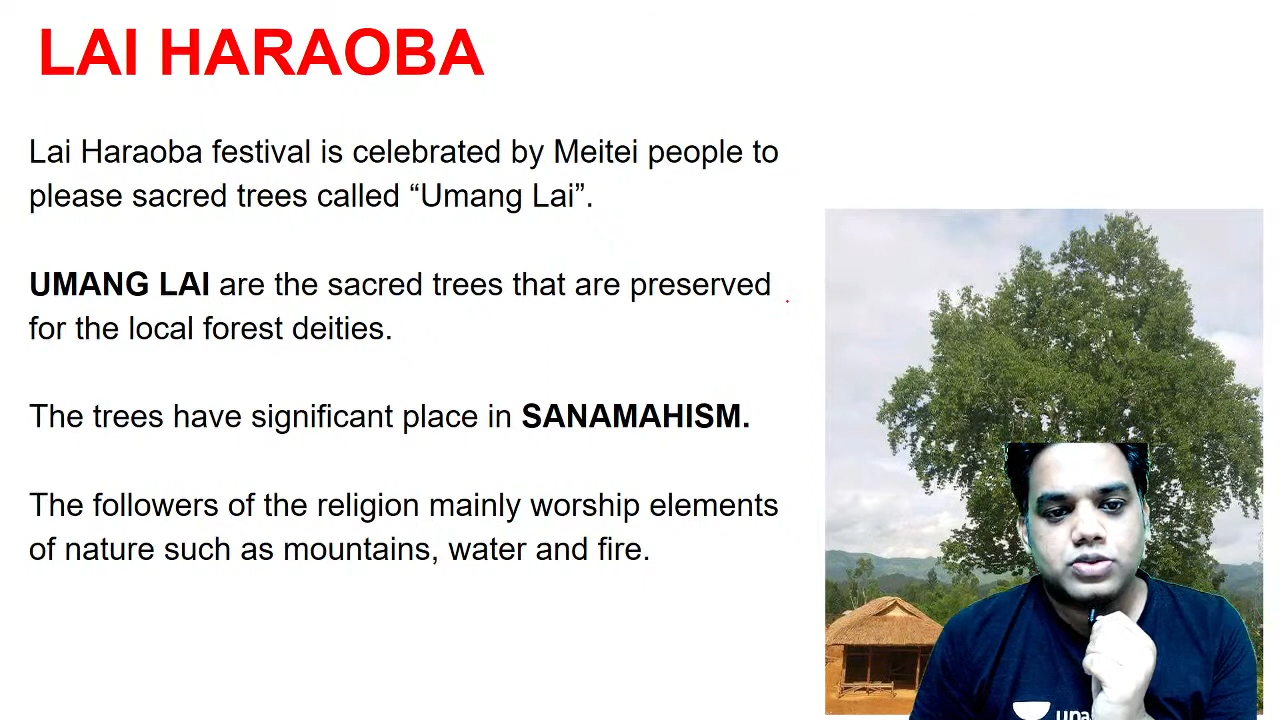 LAI HARAOBA
Lai Haraoba festival is celebrated by Meitei people to
please sacred trees called “Umang Lai”.
UMANG LAI are the sacred trees that are preserved
for the local forest deities.
The trees have significant place in SANAMAHISM.
The followers of the religion mainly worship elements
of nature such as mountains, water and fire.